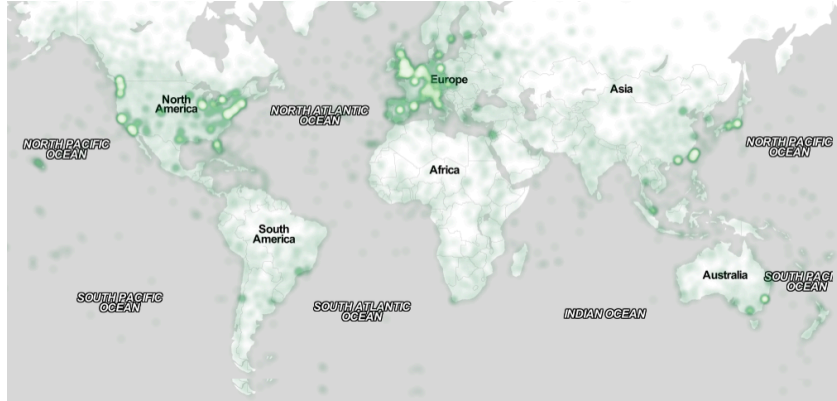 Europe
Asia
North
America
NORTH ATLANTIC
OCEAN
NORTH PACIFIC
OCEAN
NORTH PACIFIC
OCEAN
Africa
South
America
Australia
SOUTH PACI
OCEAN
SOUTH PACIFIC
OCEAN
SOUTH ATLANTIC
OCEAN
INDIAN OCEAN